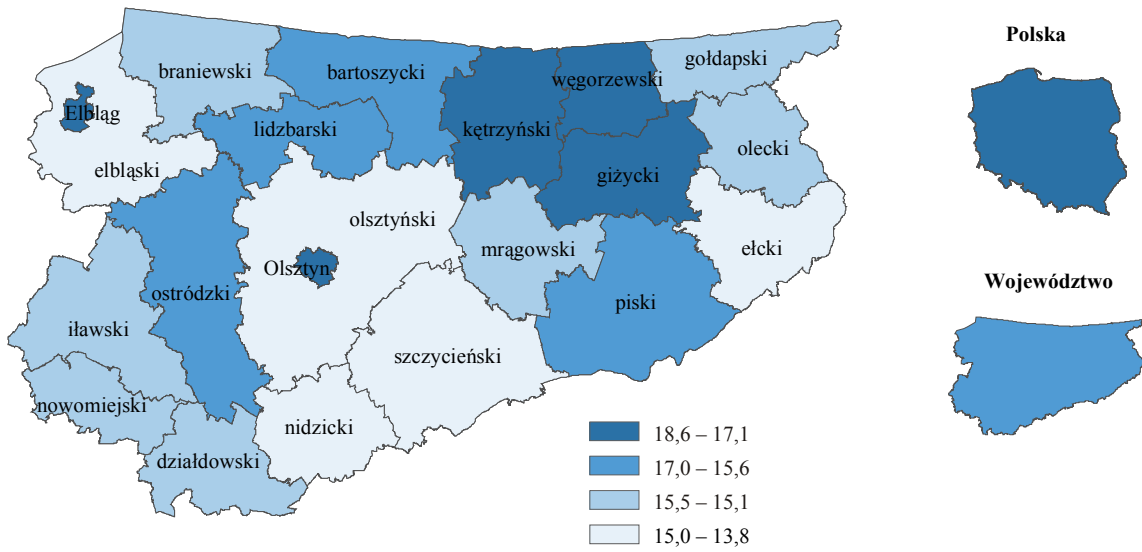 Polska
braniewski
bartoszycki
węgorzewski
gołdapski
Elbląg
lidzbarski
kętrzyński
olecki
elbląski
giżycki
olsztyński
mrągowski
ełcki
Olsztyn
Województwo
ostródzki
piski
iławski
szczycieński
nowomiejski
nidzicki
działdowski
18,6 – 17,1
17,0 – 15,6
15,5 – 15,1
15,0 – 13,8